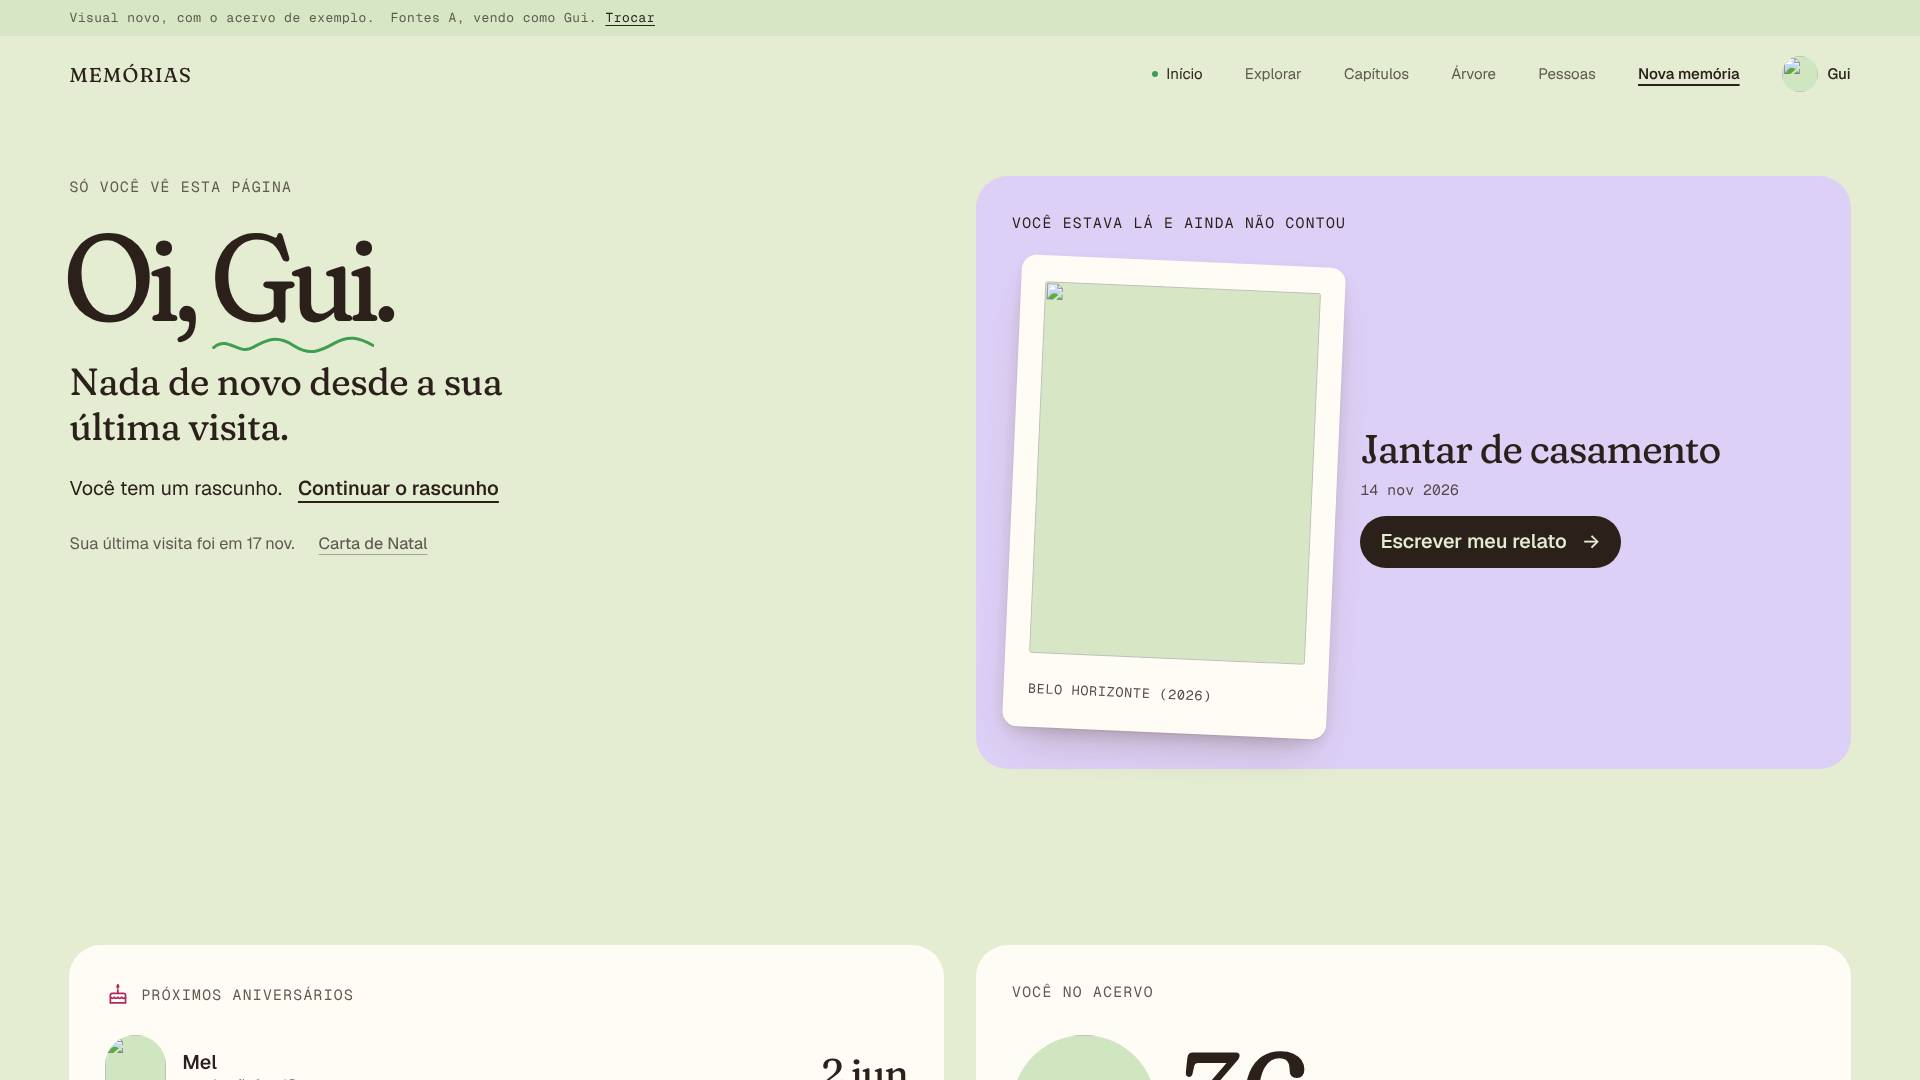 Visual novo, com o acervo de exemplo. Fontes A, vendo como Gui. Trocar
MEMÓRIAS
Início Explorar Capítulos Árvore Pessoas Nova memória Gui
SÓ VOCÊ VÊ ESTA PÁGINA
Oi, Gui.
Nada de novo desde a sua
última visita.
Você tem um rascunho. Continuar o rascunho
Sua última visita foi em 17 nov. Carta de Natal
VOCÊ ESTAVA LÁ E AINDA NÃO CONTOU
BELO HORIZONTE (2026)
Jantar de casamento
14 nov 2026
Escrever meu relato →
PRÓXIMOS ANIVERSÁRIOS
Mel
2 jun
VOCÊ NO ACERVO